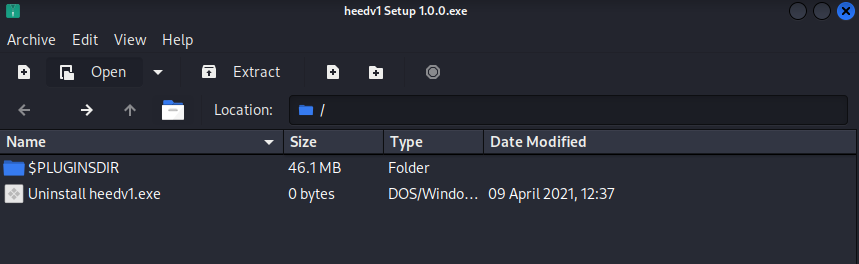 heedv1 Setup 1.0.0.exe
Archive Edit View Help
Open Extract
Location: /
Name Size Type Date Modified
$PLUGINSDIR 46.1 MB Folder
Uninstall heedv1.exe 0 bytes DOS/Windo... 09 April 2021, 12:37